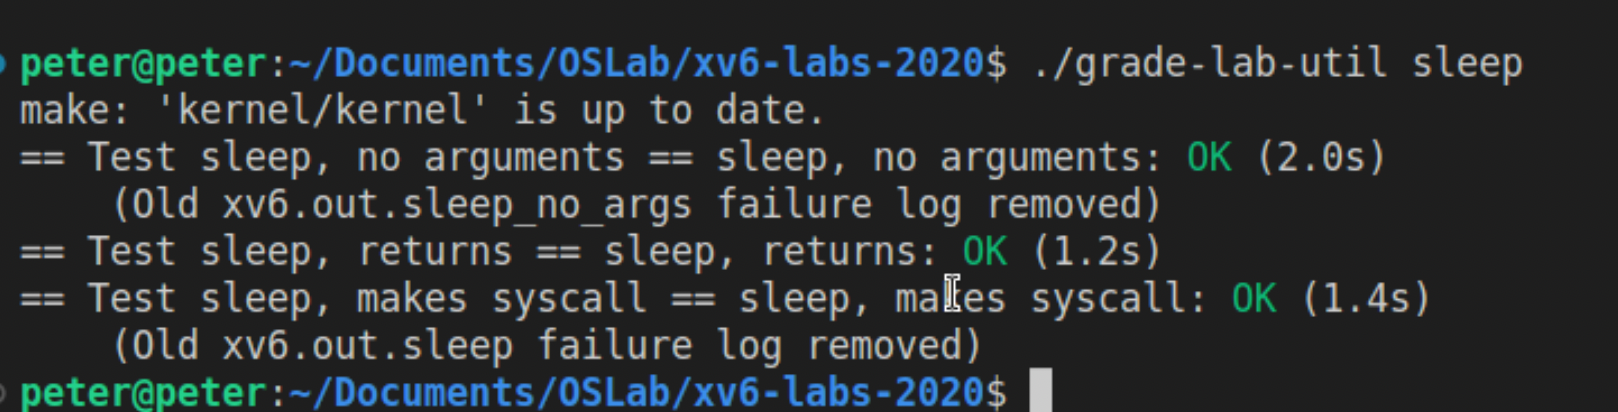 peter@peter:~/Documents/OSLab/xv6-labs-2020$ ./grade-lab-util sleep
make: 'kernel/kernel' is up to date.
== Test sleep, no arguments == sleep, no arguments: OK (2.0s)
    (Old xv6.out.sleep_no_args failure log removed)
== Test sleep, returns == sleep, returns: OK (1.2s)
== Test sleep, makes syscall == sleep, makes syscall: OK (1.4s)
    (Old xv6.out.sleep failure log removed)
peter@peter:~/Documents/OSLab/xv6-labs-2020$